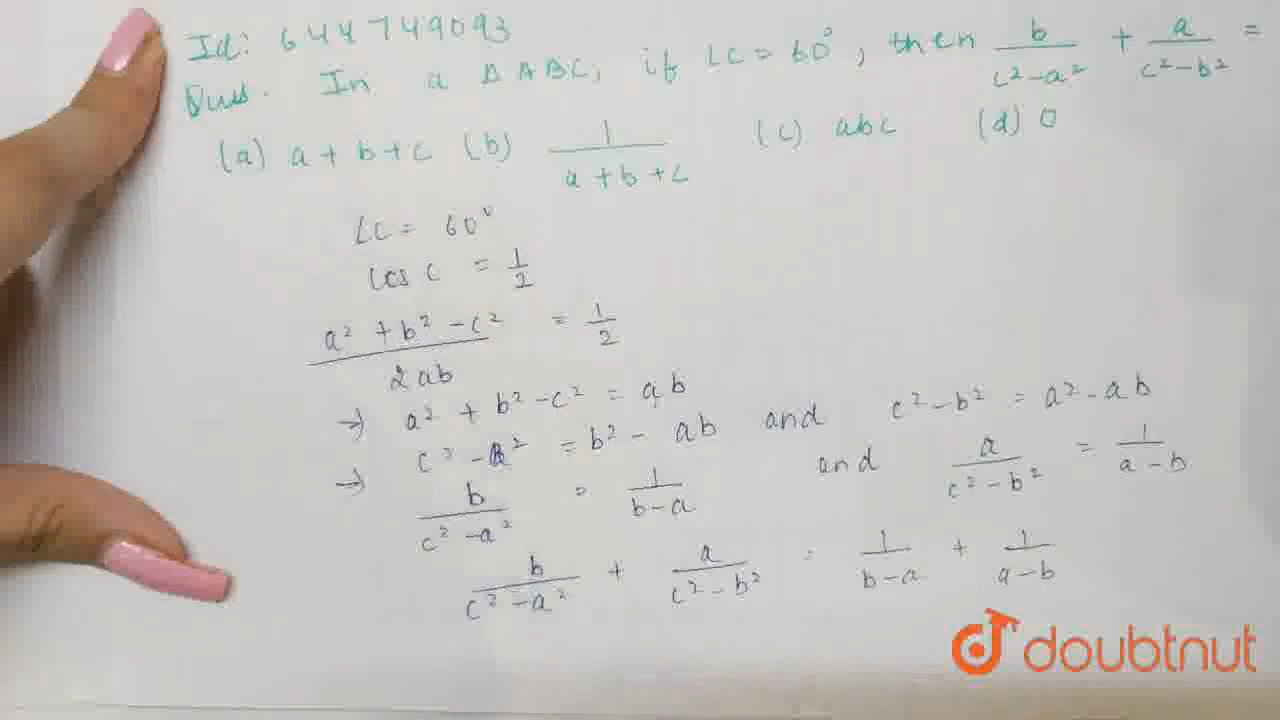 Id: 644749093
Ques. In a Δ ABC, if ∠C = 60°, then b/(c²-a²) + a/(c²-b²) =
(a) a+b+c (b) 1/(a+b+c) (c) abc (d) 0
∠C = 60°
Cos C = 1/2
(a² + b² - c²)/(2ab) = 1/2
→ a² + b² - c² = ab
→ c² - a² = b² - ab and c² - b² = a² - ab
b/(c² - a²) = 1/(b-a) and a/(c² - b²) = 1/(a-b)
b/(c² - a²) + a/(c² - b²) = 1/(b-a) + 1/(a-b)
doubtnut